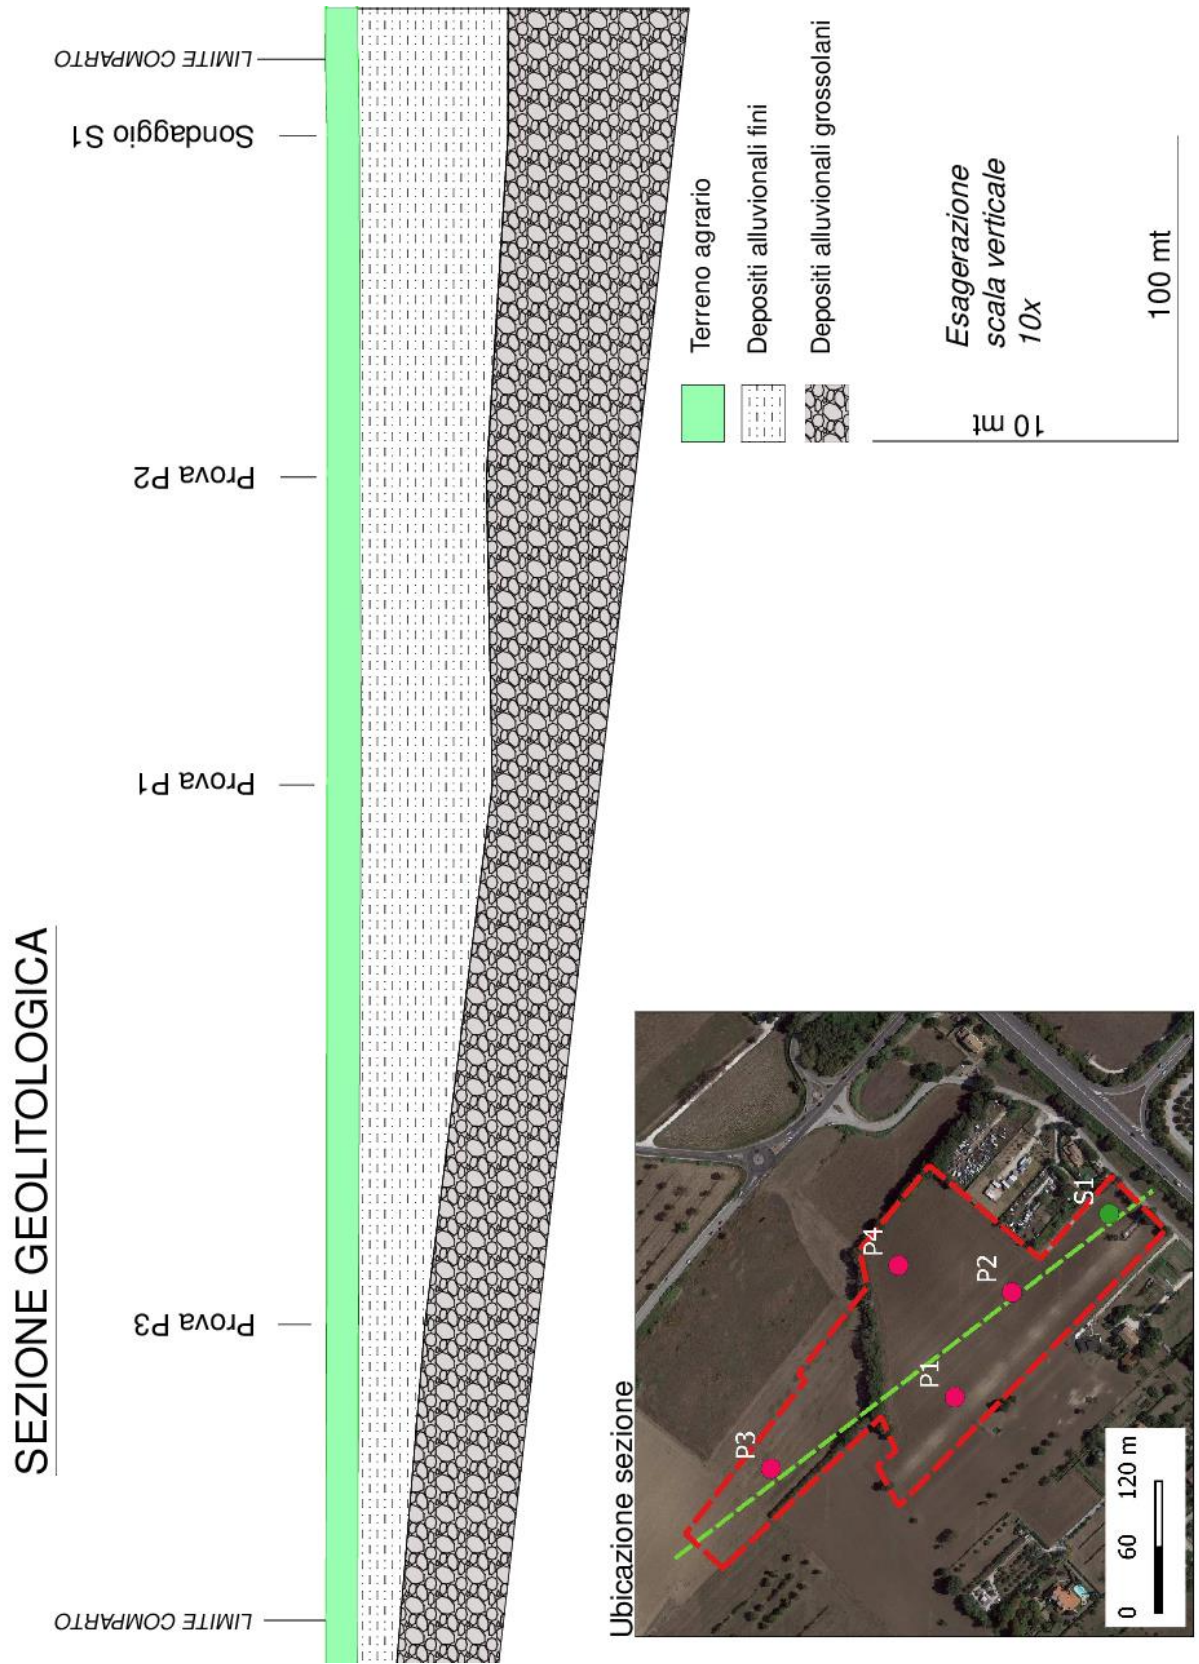 SEZIONE GEOLITOLOGICA
LIMITE COMPARTO
Prova P3
Prova P1
Prova P2
Sondaggio S1
LIMITE COMPARTO
Ubicazione sezione
P3
P4
P1
P2
S1
0 60 120 m
Terreno agrario
Depositi alluvionali fini
Depositi alluvionali grossolani
Esagerazione
scala verticale
10x
10 mt
100 mt